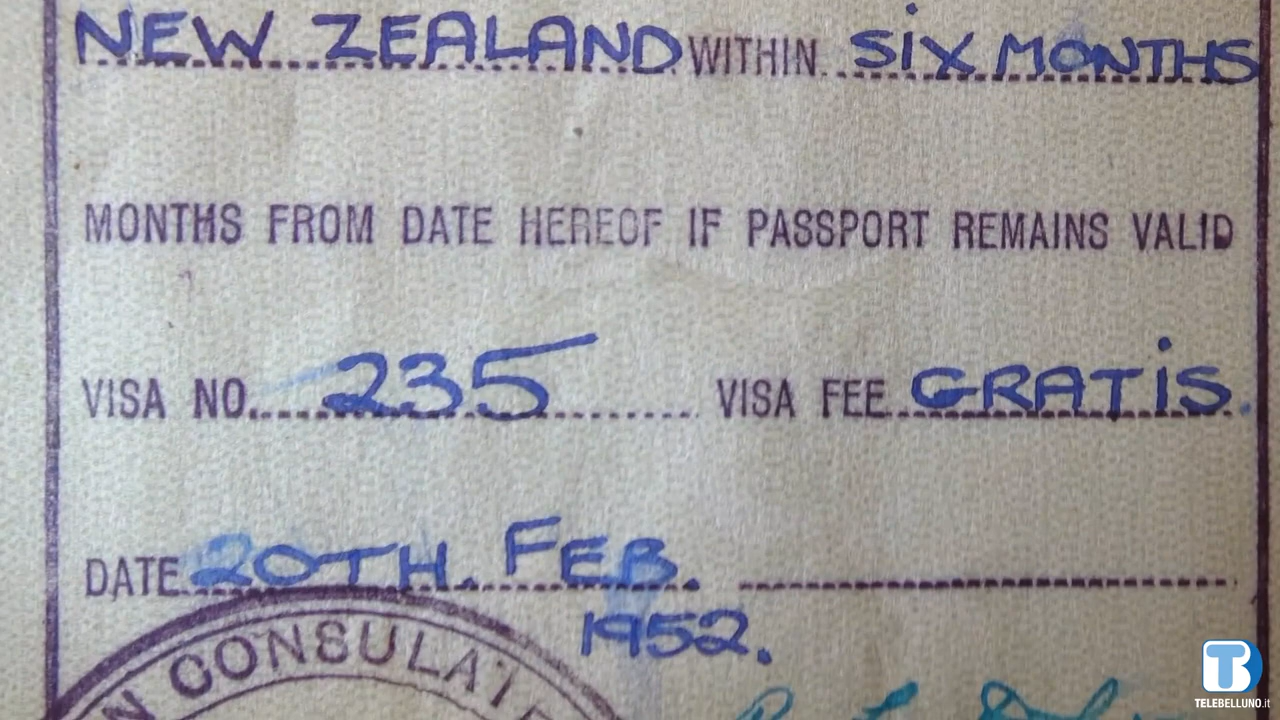 NEW ZEALAND WITHIN SIX MONTHS
MONTHS FROM DATE HEREOF IF PASSPORT REMAINS VALID
VISA NO. 235 VISA FEE GRATIS.
DATE 20TH. FEB.
1952.
TELEBELLUNO.it